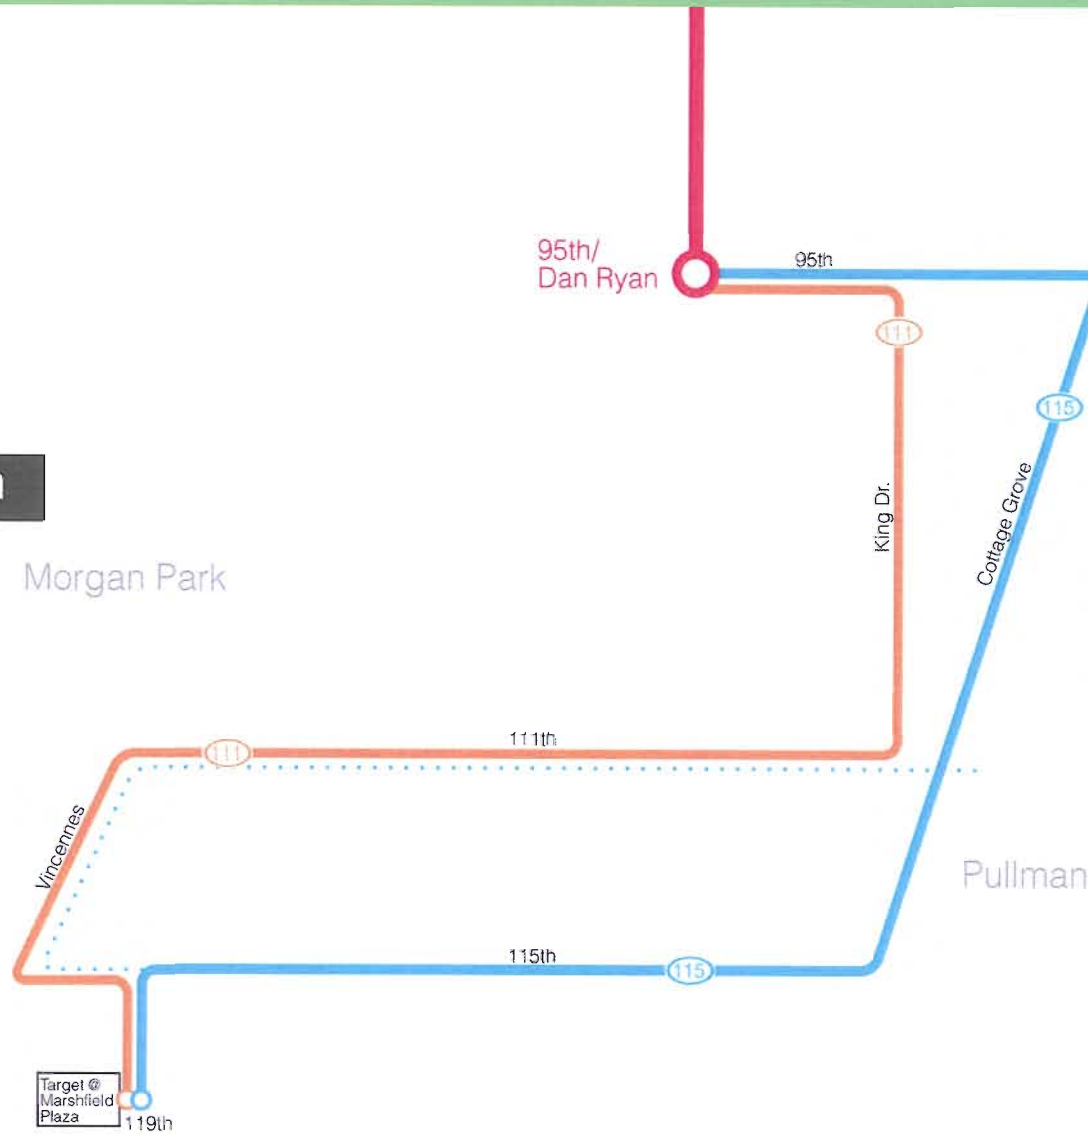 95th/
Dan Ryan
95th
111
115
King Dr.
Cottage Grove
Morgan Park
111
111th
Vincennes
Pullman
115th
115
Target @
Marshfield
Plaza
119th